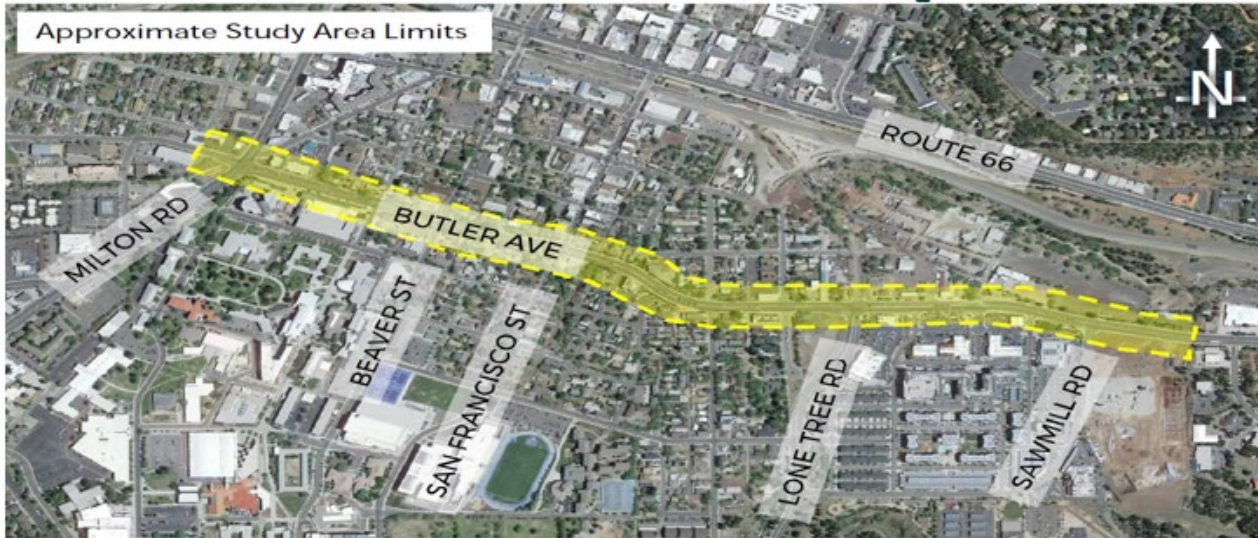 Approximate Study Area Limits
N
ROUTE 66
MILTON RD
BUTLER AVE
BEAVER ST
SAN FRANCISCO ST
LONE TREE RD
SAWMILL RD